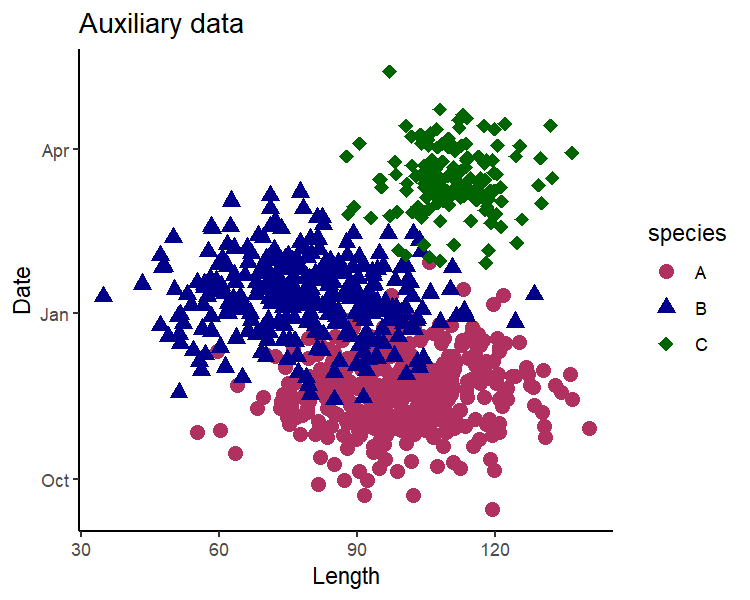 Auxiliary data
Date
Apr
Jan
Oct
30 60 90 120
Length
species
A
B
C